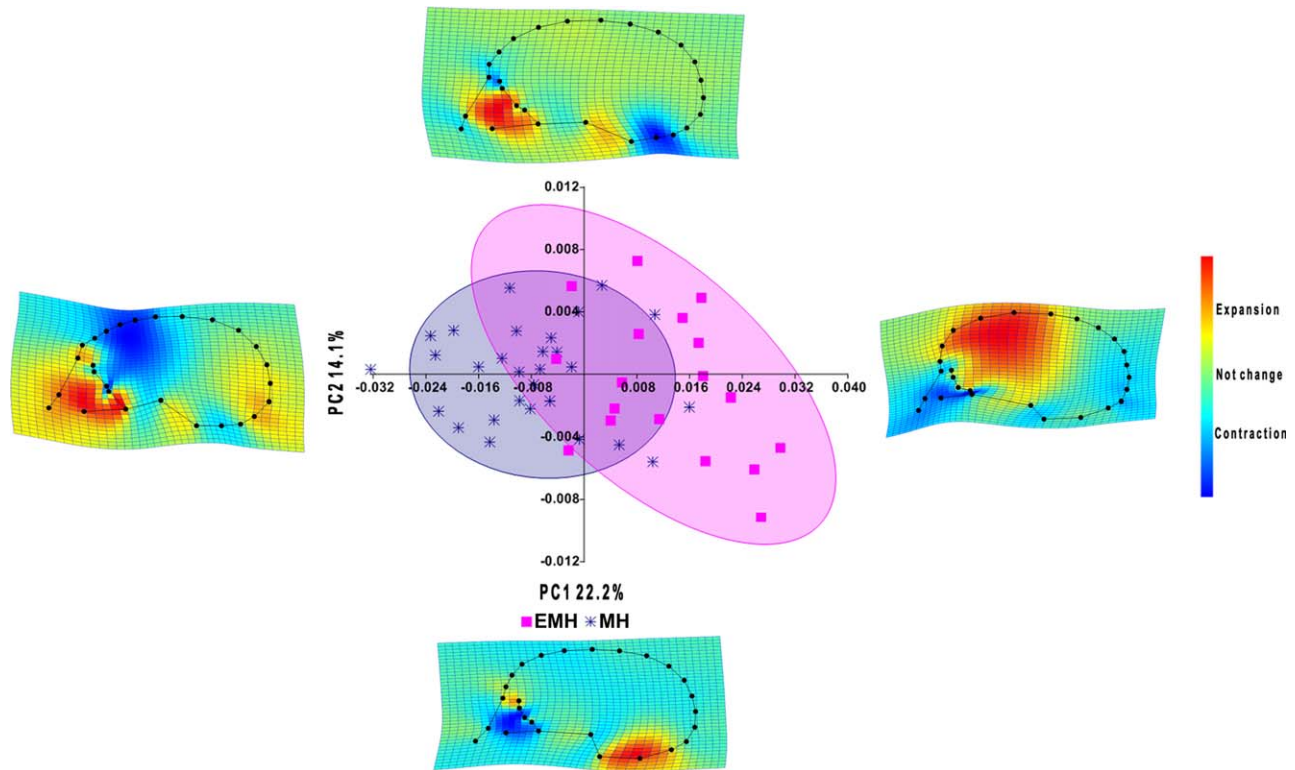 0.012
0.008
0.004
PC2 14.1%
-0.032 -0.024 -0.016 -0.008 0.008 0.016 0.024 0.032 0.040
-0.004
-0.008
-0.012
PC1 22.2%
EMH MH
Expansion
Not change
Contraction